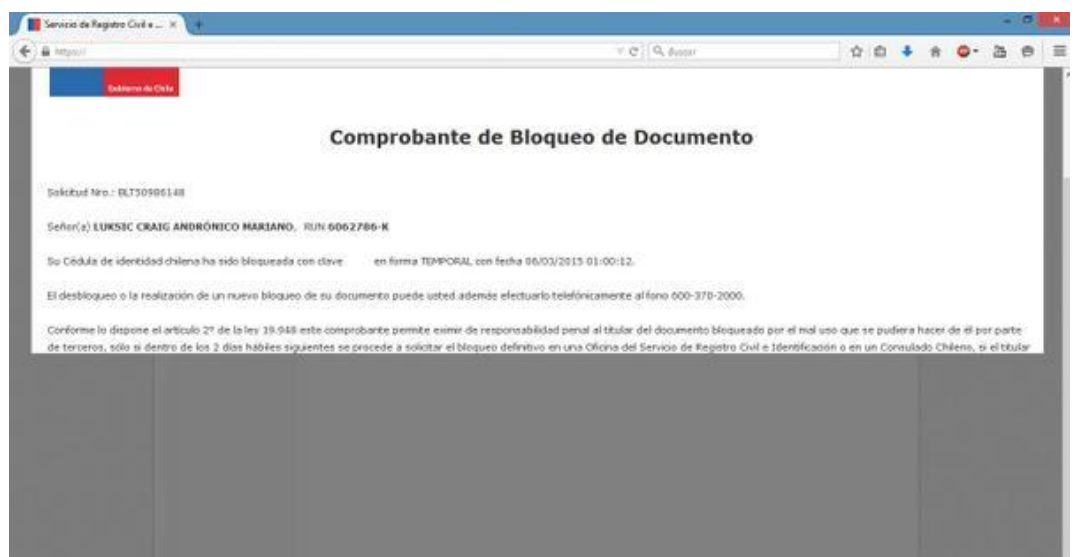 Servicio de Registro Civil e ...
https://
Buscar
Gobierno de Chile
Comprobante de Bloqueo de Documento
Solicitud Nro.: BLT50986148
Señor(a) LUKSIC CRAIG ANDRÓNICO MARIANO, RUN 6062786-K
Su Cédula de identidad chilena ha sido bloqueada con clave en forma TEMPORAL con fecha 06/03/2015 01:00:12.
El desbloqueo o la realización de un nuevo bloqueo de su documento puede usted además efectuarlo telefónicamente al fono 600-370-2000.
Conforme lo dispone el artículo 2º de la ley 19.948 este comprobante permite eximir de responsabilidad penal al titular del documento bloqueado por el mal uso que se pudiera hacer de él por parte
de terceros, sólo si dentro de los 2 días hábiles siguientes se procede a solicitar el bloqueo definitivo en una Oficina del Servicio de Registro Civil e Identificación o en un Consulado Chileno, si el titular